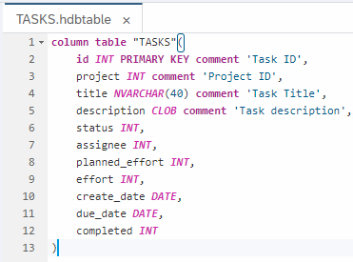 TASKS.hdbtable ×
1 column table "TASKS"(
2 id INT PRIMARY KEY comment 'Task ID',
3 project INT comment 'Project ID',
4 title NVARCHAR(40) comment 'Task Title',
5 description CLOB comment 'Task description',
6 status INT,
7 assignee INT,
8 planned_effort INT,
9 effort INT,
10 create_date DATE,
11 due_date DATE,
12 completed INT
13 )